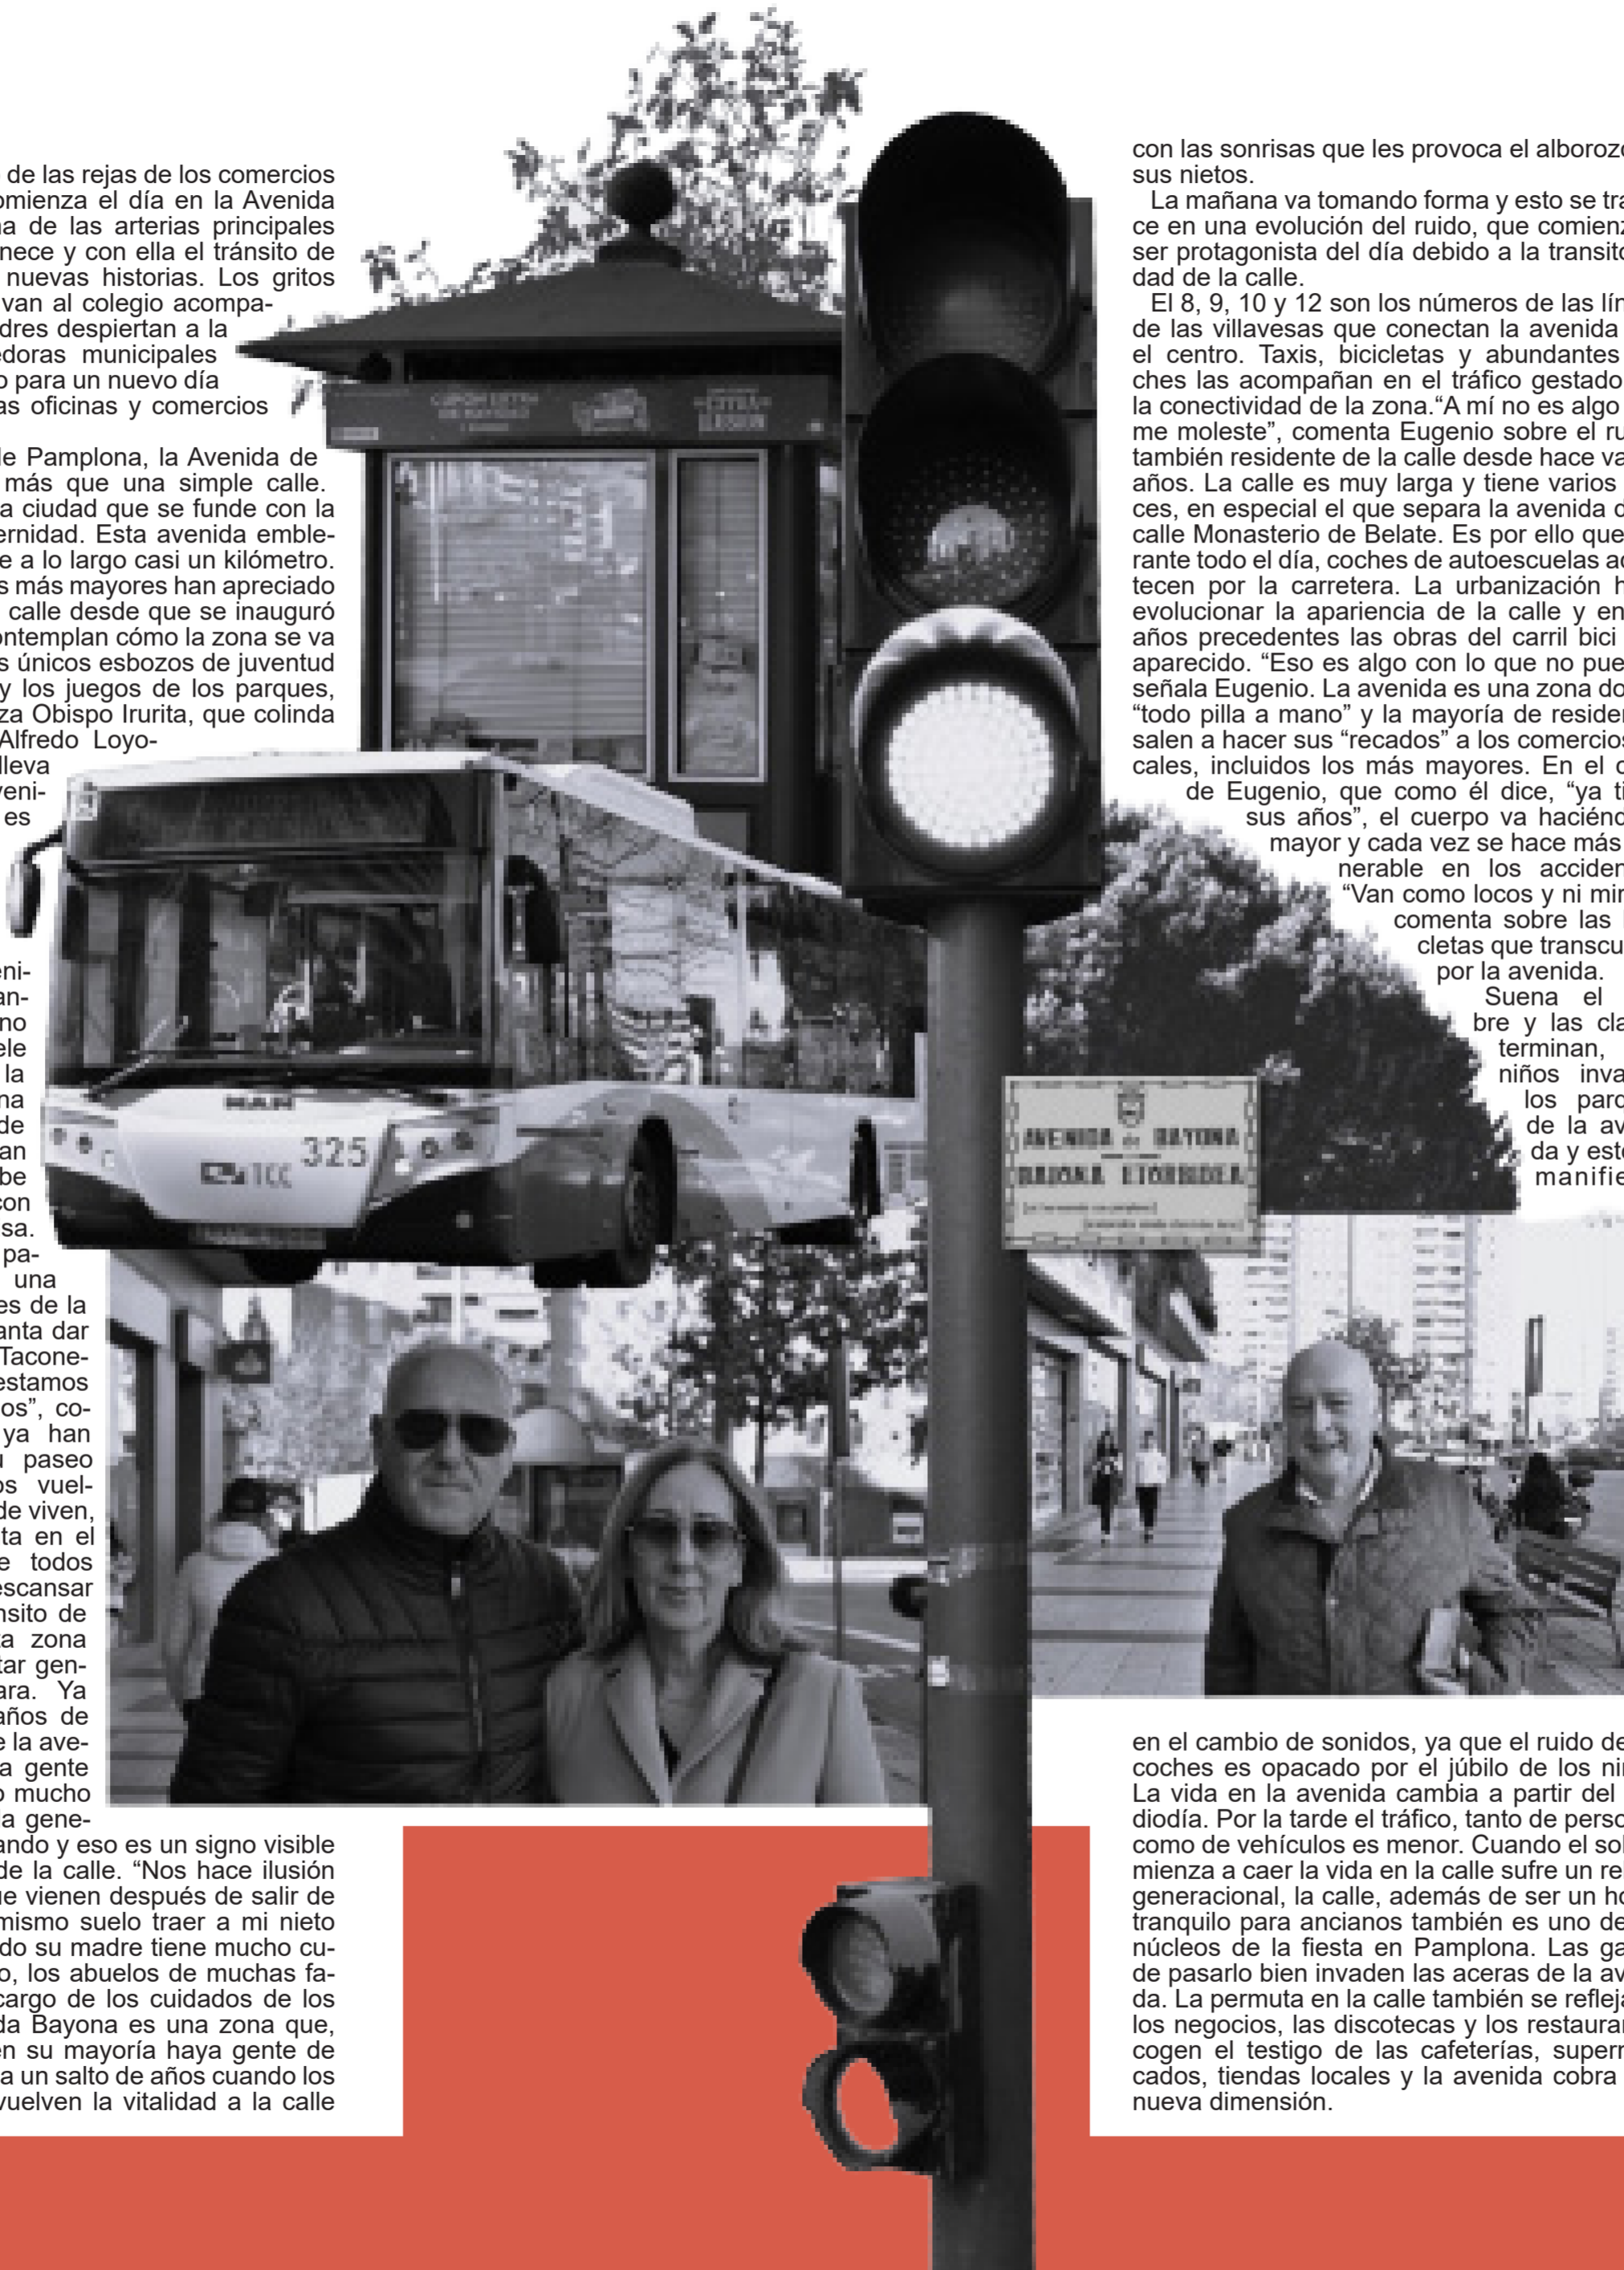 de las rejas de los comercios
omienza el día en la Avenida
na de las arterias principales
nece y con ella el tránsito de
nuevas historias. Los gritos
van al colegio acompa-
dres despiertan a la
edoras municipales
o para un nuevo día
as oficinas y comercios
de Pamplona, la Avenida de
más que una simple calle.
a ciudad que se funde con la
ernidad. Esta avenida emble-
e a lo largo casi un kilómetro.
s más mayores han apreciado
calle desde que se inauguró
ontemplan cómo la zona se va
s únicos esbozos de juventud
y los juegos de los parques,
za Obispo Irurita, que colinda
Alfredo Loyo-
lleva
veni-
es
eni-
an-
no
ele
la
na
de
an
be
con
sa.
pa-
una
es de la
anta dar
Tacone-
estamos
os”, co-
ya han
u paseo
os vuel-
de viven,
ta en el
e todos
escansar
nsito de
ta zona
tar gen-
ara. Ya
años de
e la ave-
a gente
o mucho
la gene-
ando y eso es un signo visible
de la calle. “Nos hace ilusión
ue vienen después de salir de
mismo suelo traer a mi nieto
do su madre tiene mucho cu-
o, los abuelos de muchas fa-
cargo de los cuidados de los
da Bayona es una zona que,
en su mayoría haya gente de
a un salto de años cuando los
vuelven la vitalidad a la calle
MAN
325
TCC
AVENIDA de BAYONA
BAIONA ETORBIDEA
con las sonrisas que les provoca el alborozo
sus nietos.
La mañana va tomando forma y esto se tra
ce en una evolución del ruido, que comienz
ser protagonista del día debido a la transito
dad de la calle.
El 8, 9, 10 y 12 son los números de las lín
de las villavesas que conectan la avenida
el centro. Taxis, bicicletas y abundantes
ches las acompañan en el tráfico gestado
la conectividad de la zona.“A mí no es algo
me moleste”, comenta Eugenio sobre el ru
también residente de la calle desde hace va
años. La calle es muy larga y tiene varios
ces, en especial el que separa la avenida d
calle Monasterio de Belate. Es por ello que
rante todo el día, coches de autoescuelas ac
tecen por la carretera. La urbanización h
evolucionar la apariencia de la calle y en
años precedentes las obras del carril bici
aparecido. “Eso es algo con lo que no pue
señala Eugenio. La avenida es una zona do
“todo pilla a mano” y la mayoría de residen
salen a hacer sus “recados” a los comercios
cales, incluidos los más mayores. En el c
de Eugenio, que como él dice, “ya ti
sus años”, el cuerpo va haciénd
mayor y cada vez se hace más
nerable en los acciden
“Van como locos y ni mir
comenta sobre las
cletas que transcu
por la avenida.
Suena el
bre y las cla
terminan,
niños inva
los parq
de la av
da y est
manifie
en el cambio de sonidos, ya que el ruido de
coches es opacado por el júbilo de los ni
La vida en la avenida cambia a partir del
diodía. Por la tarde el tráfico, tanto de perso
como de vehículos es menor. Cuando el sol
mienza a caer la vida en la calle sufre un re
generacional, la calle, además de ser un ho
tranquilo para ancianos también es uno de
núcleos de la fiesta en Pamplona. Las ga
de pasarlo bien invaden las aceras de la av
da. La permuta en la calle también se refleja
los negocios, las discotecas y los restauran
cogen el testigo de las cafeterías, superm
cados, tiendas locales y la avenida cobra
nueva dimensión.